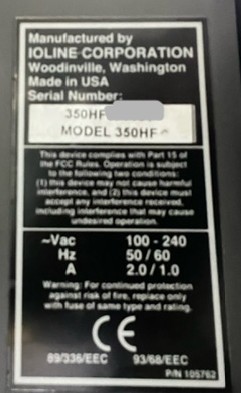 Manufactured by
IOLINE CORPORATION
Woodinville, Washington
Made in USA
Serial Number:
350HF
MODEL 350HF
This device complies with Part 15 of
the FCC Rules. Operation is subject
to the following two conditions:
(1) this device may not cause harmful
interference, and (2) this device must
accept any interference received,
including interference that may cause
undesired operation.
~Vac 100 - 240
Hz 50 / 60
A 2.0 / 1.0
Warning: For continued protection
against risk of fire, replace only
with fuse of same type and rating.
CE
89/336/EEC 93/68/EEC
P/N 105762